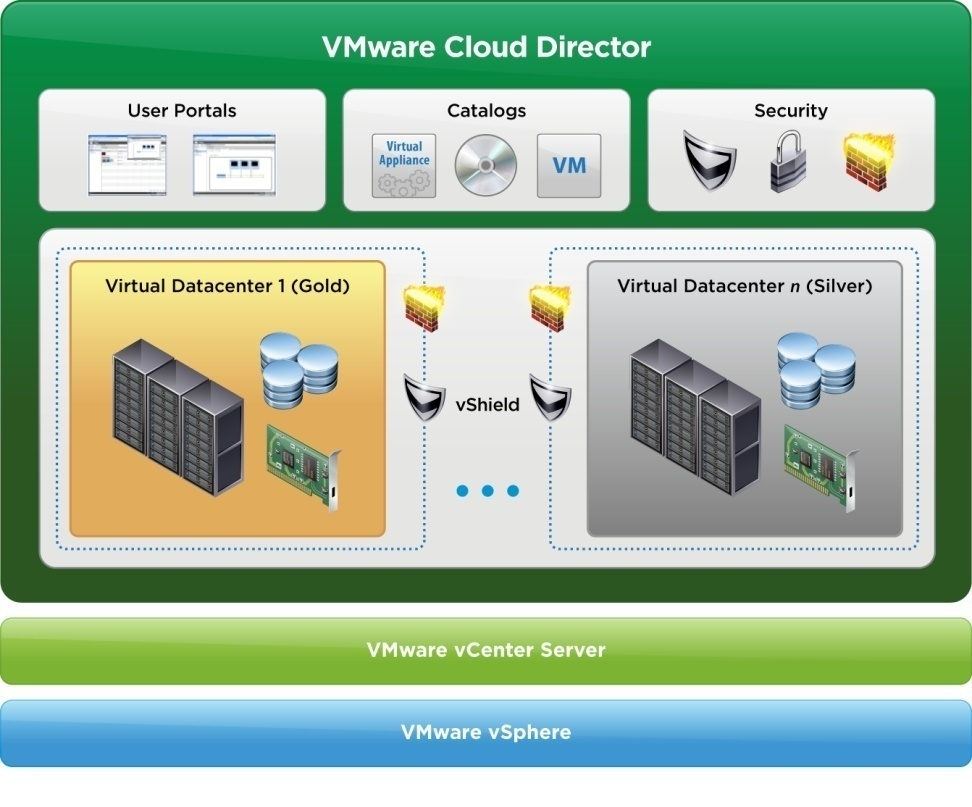 VMware Cloud Director
User Portals
Catalogs
Security
Virtual
Appliance
VM
Virtual Datacenter 1 (Gold)
Virtual Datacenter n (Silver)
vShield
VMware vCenter Server
VMware vSphere